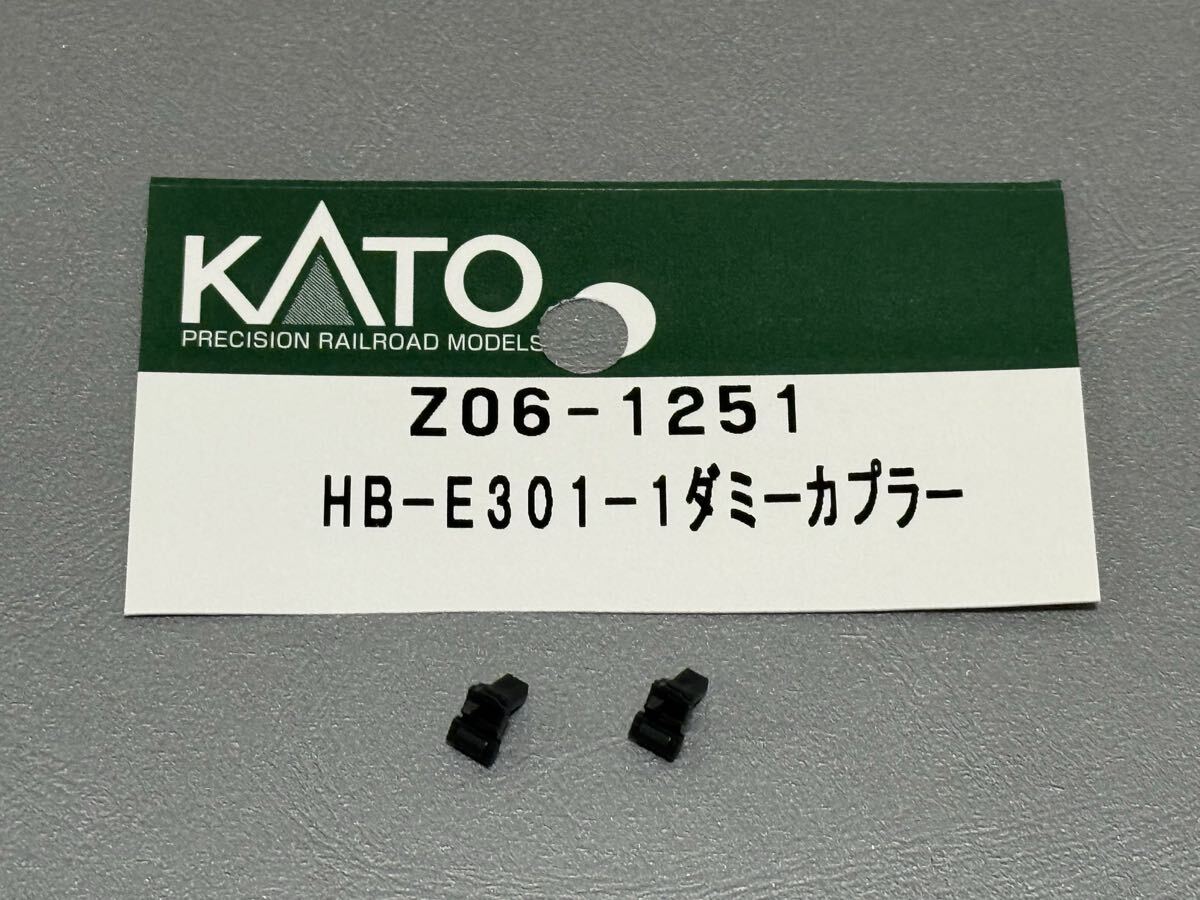 KATO
PRECISION RAILROAD MODELS
Z06-1251
HB-E301-1ダミーカプラー